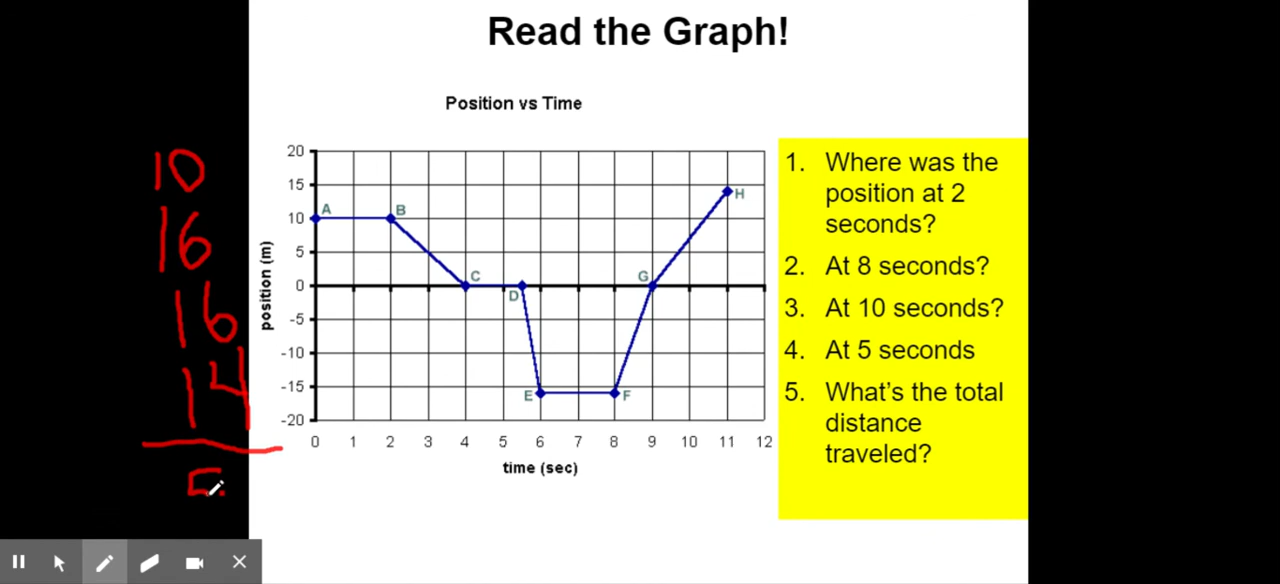 Read the Graph!
Position vs Time
10
16
16
14
5
position (m)
20
15
10
5
0
-5
-10
-15
-20
A
B
C
D
E
F
G
H
0 1 2 3 4 5 6 7 8 9 10 11 12
time (sec)
1. Where was the
position at 2
seconds?
2. At 8 seconds?
3. At 10 seconds?
4. At 5 seconds
5. What's the total
distance
traveled?